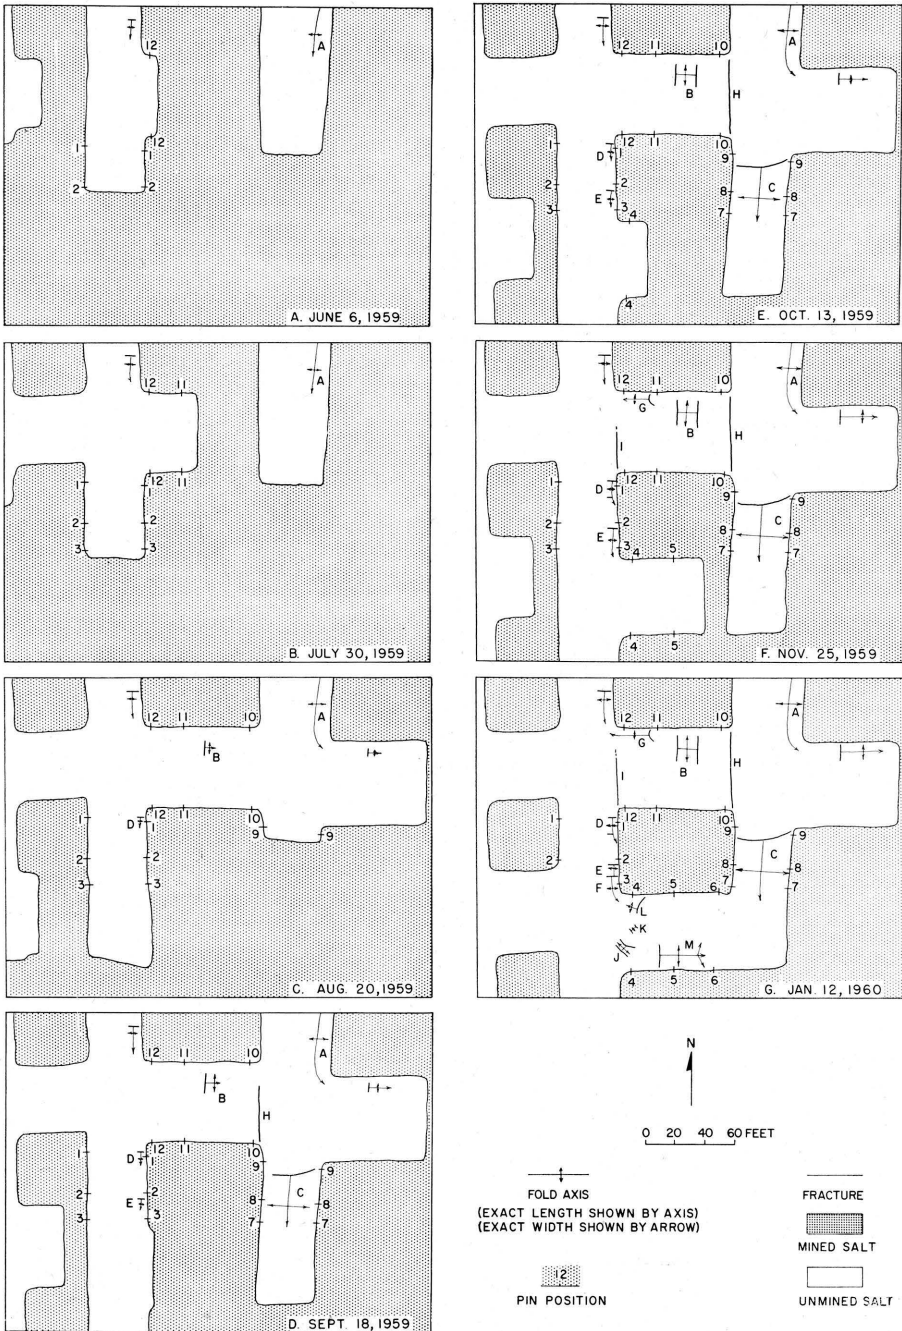 12
A
1
12
1
2
2
A. JUNE 6, 1959
12
11
A
1
12
1
11
2
2
3
3
B. JULY 30, 1959
12
11
10
A
B
D
1
12
1
11
10
9
9
2
2
3
3
C. AUG. 20, 1959
12
11
10
A
B
H
1
D
12
1
11
10
9
9
2
E
2
8
C
8
3
3
7
7
D. SEPT. 18, 1959
12
11
10
A
B
H
1
D
12
1
11
10
9
9
2
E
2
8
C
8
3
3
4
7
7
4
E. OCT. 13, 1959
12
11
10
A
G
B
I
H
1
D
12
1
11
10
9
9
2
2
8
C
8
3
E
3
4
5
7
7
4
5
F. NOV. 25, 1959
12
11
10
A
G
B
I
H
1
D
12
1
11
10
9
9
2
E
2
8
C
8
F
3
4
5
6
7
7
L
K
J
M
4
5
6
G. JAN. 12, 1960
N
0 20 40 60 FEET
FOLD AXIS
(EXACT LENGTH SHOWN BY AXIS)
(EXACT WIDTH SHOWN BY ARROW)
12
PIN POSITION
FRACTURE
MINED SALT
UNMINED SALT